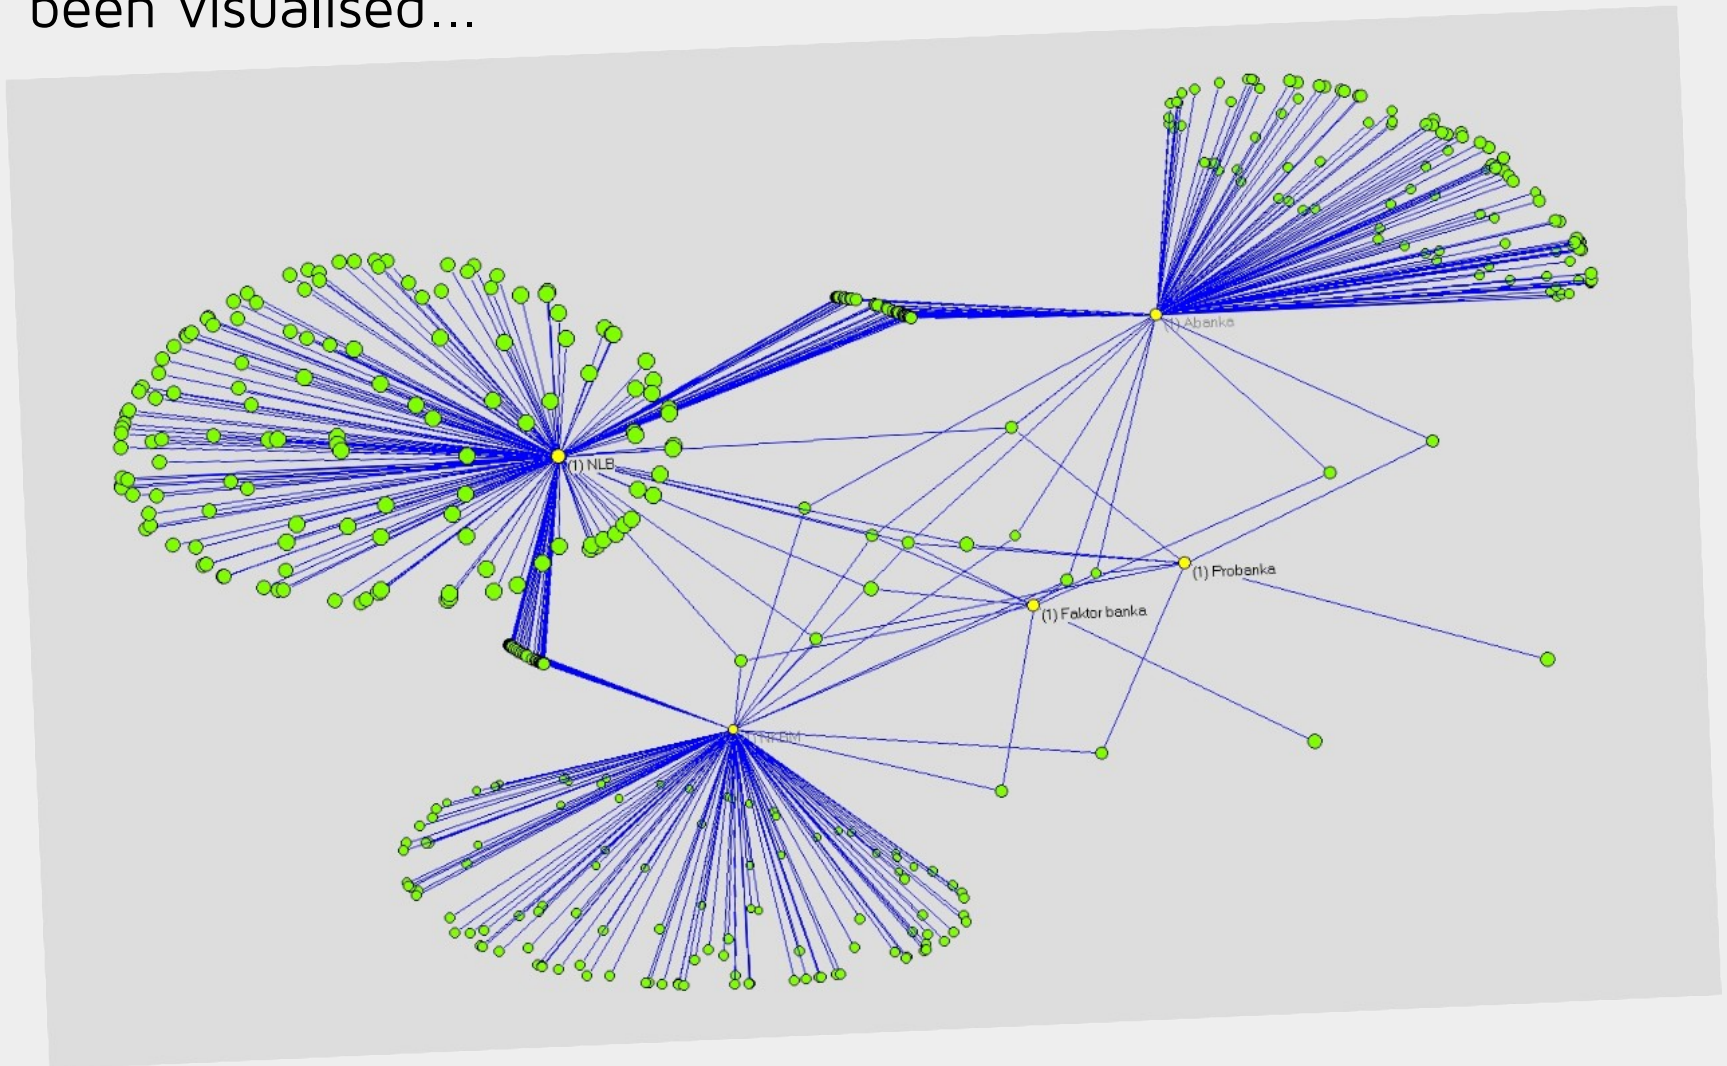 been visualised...
(1) Abanka
(1) NLB
(1) Probanka
(1) Faktor banka